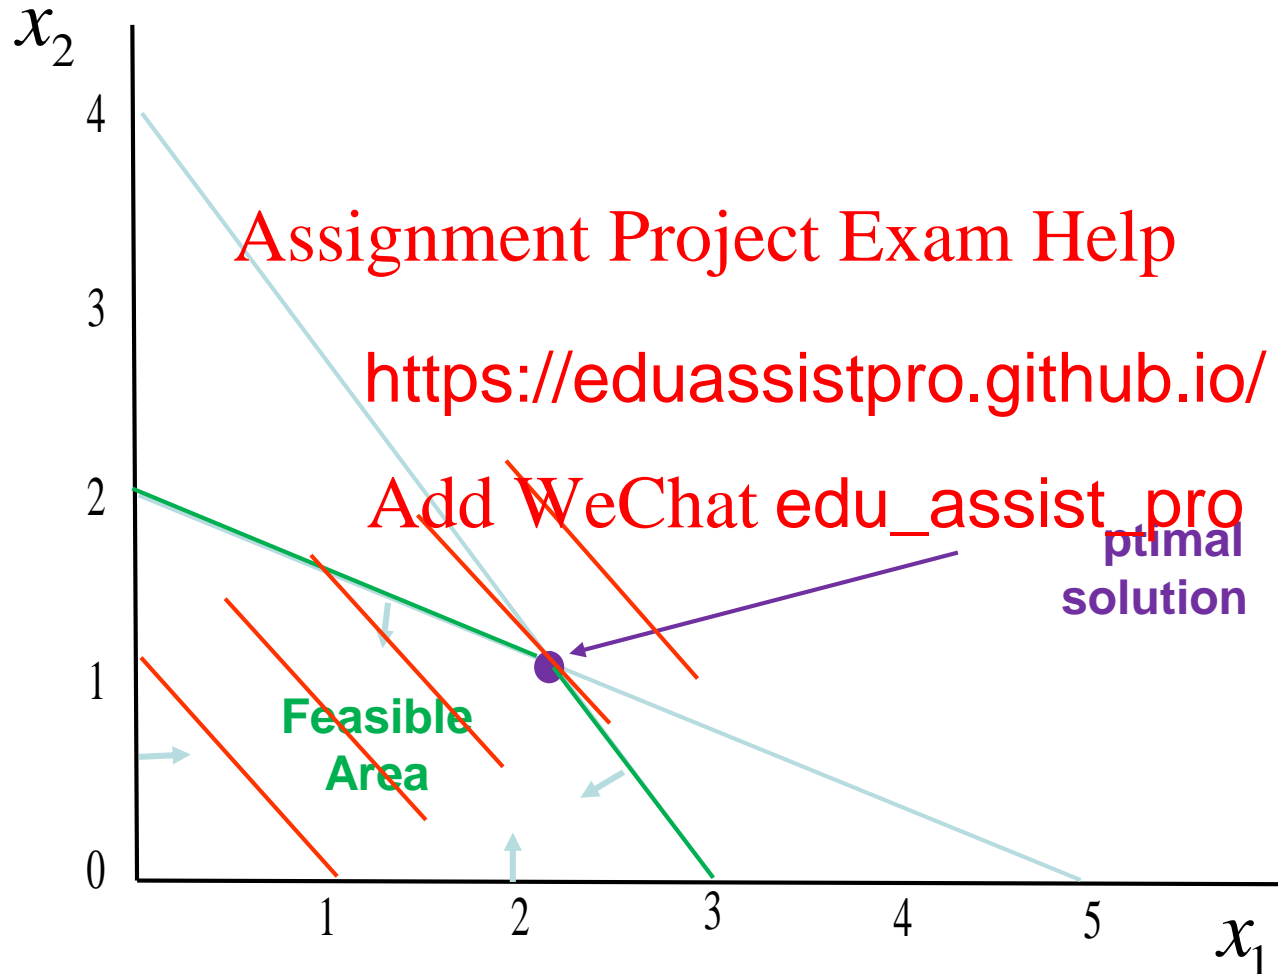 x2
4
Assignment Project Exam Help
3
https://eduassistpro.github.io/
2
Add WeChat edu_assist_pro
ptimal
solution
1
Feasible
Area
0
1 2 3 4 5
x1